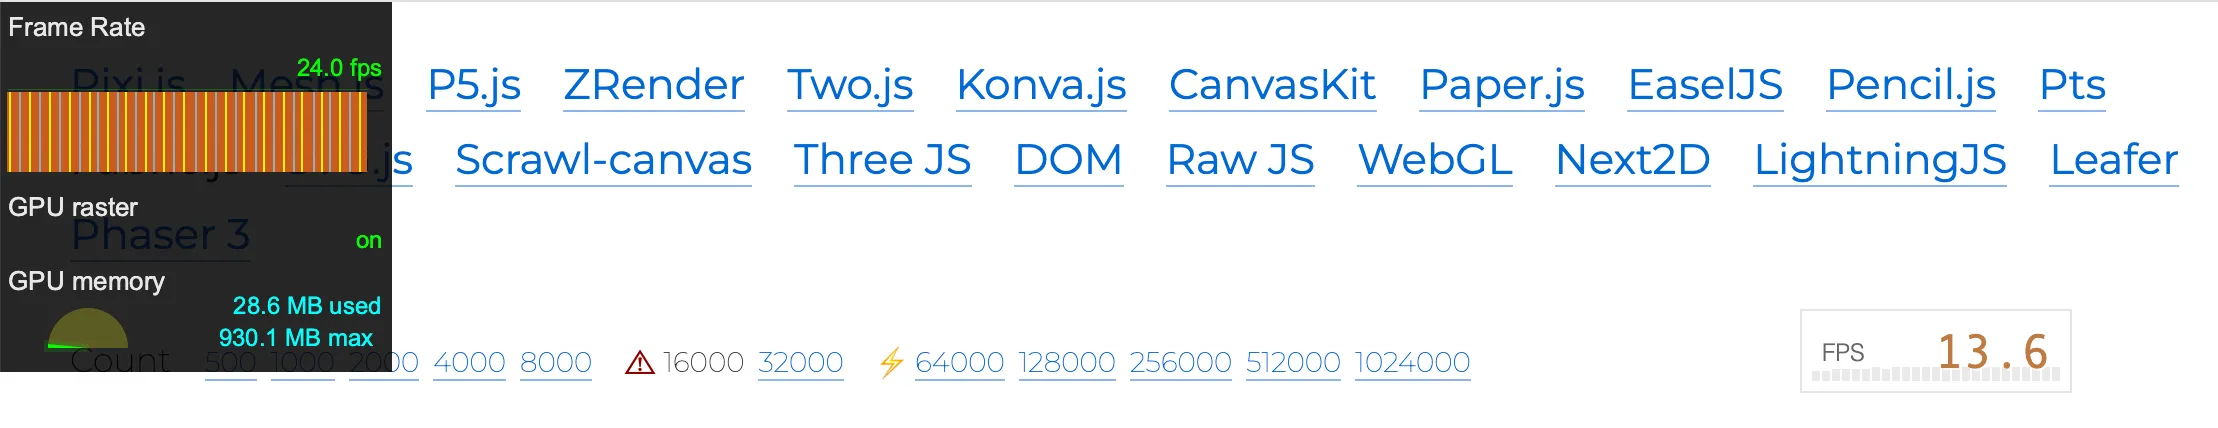 Frame Rate
24.0 fps
Pixi.js Mesh.js P5.js ZRender Two.js Konva.js CanvasKit Paper.js EaselJS Pencil.js Pts
.js Scrawl-canvas Three JS DOM Raw JS WebGL Next2D LightningJS Leafer
GPU raster
Phaser 3
on
GPU memory
28.6 MB used
930.1 MB max
Count 500 1000 2000 4000 8000 ⚠ 16000 32000 ⚡ 64000 128000 256000 512000 1024000
FPS 13.6